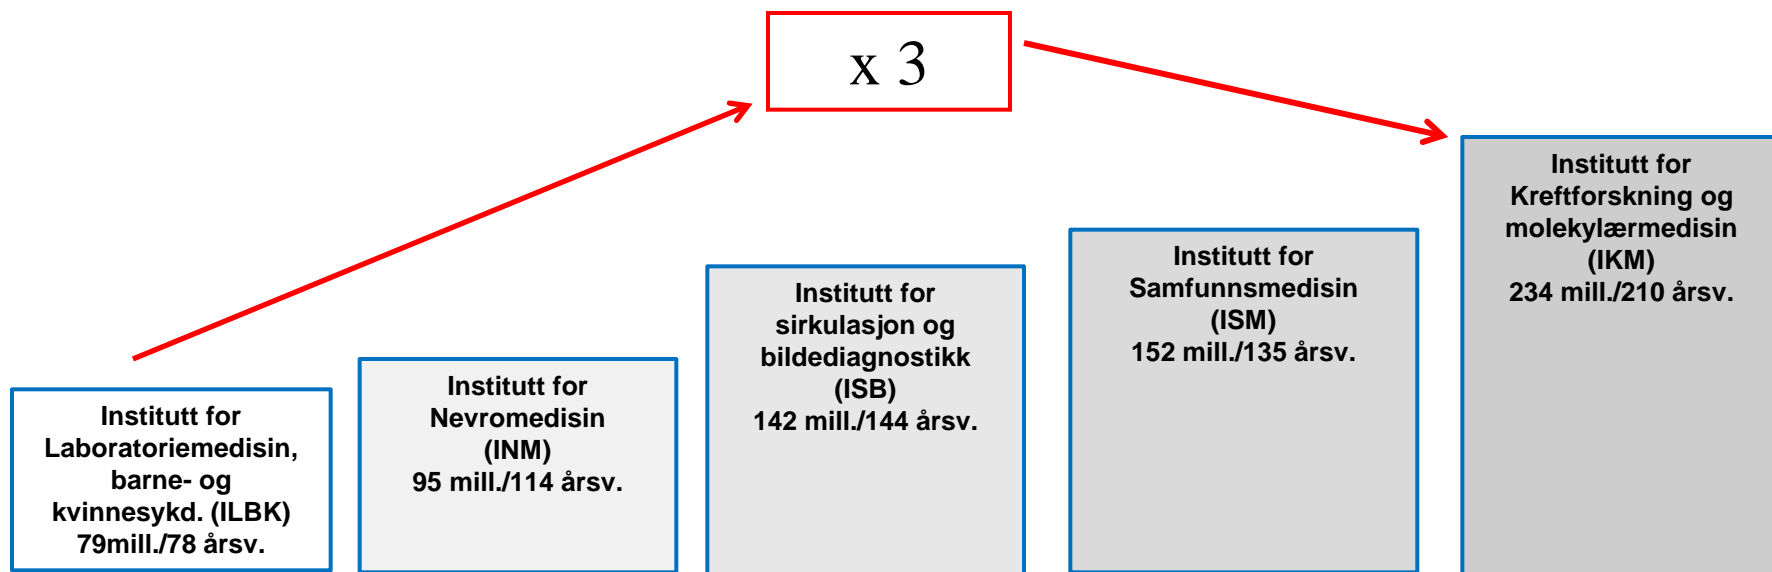 x 3
Institutt for
Laboratoriemedisin,
barne- og
kvinnesykd. (ILBK)
79mill./78 årsv.
Institutt for
Nevromedisin
(INM)
95 mill./114 årsv.
Institutt for
sirkulasjon og
bildediagnostikk
(ISB)
142 mill./144 årsv.
Institutt for
Samfunnsmedisin
(ISM)
152 mill./135 årsv.
Institutt for
Kreftforskning og
molekylærmedisin
(IKM)
234 mill./210 årsv.